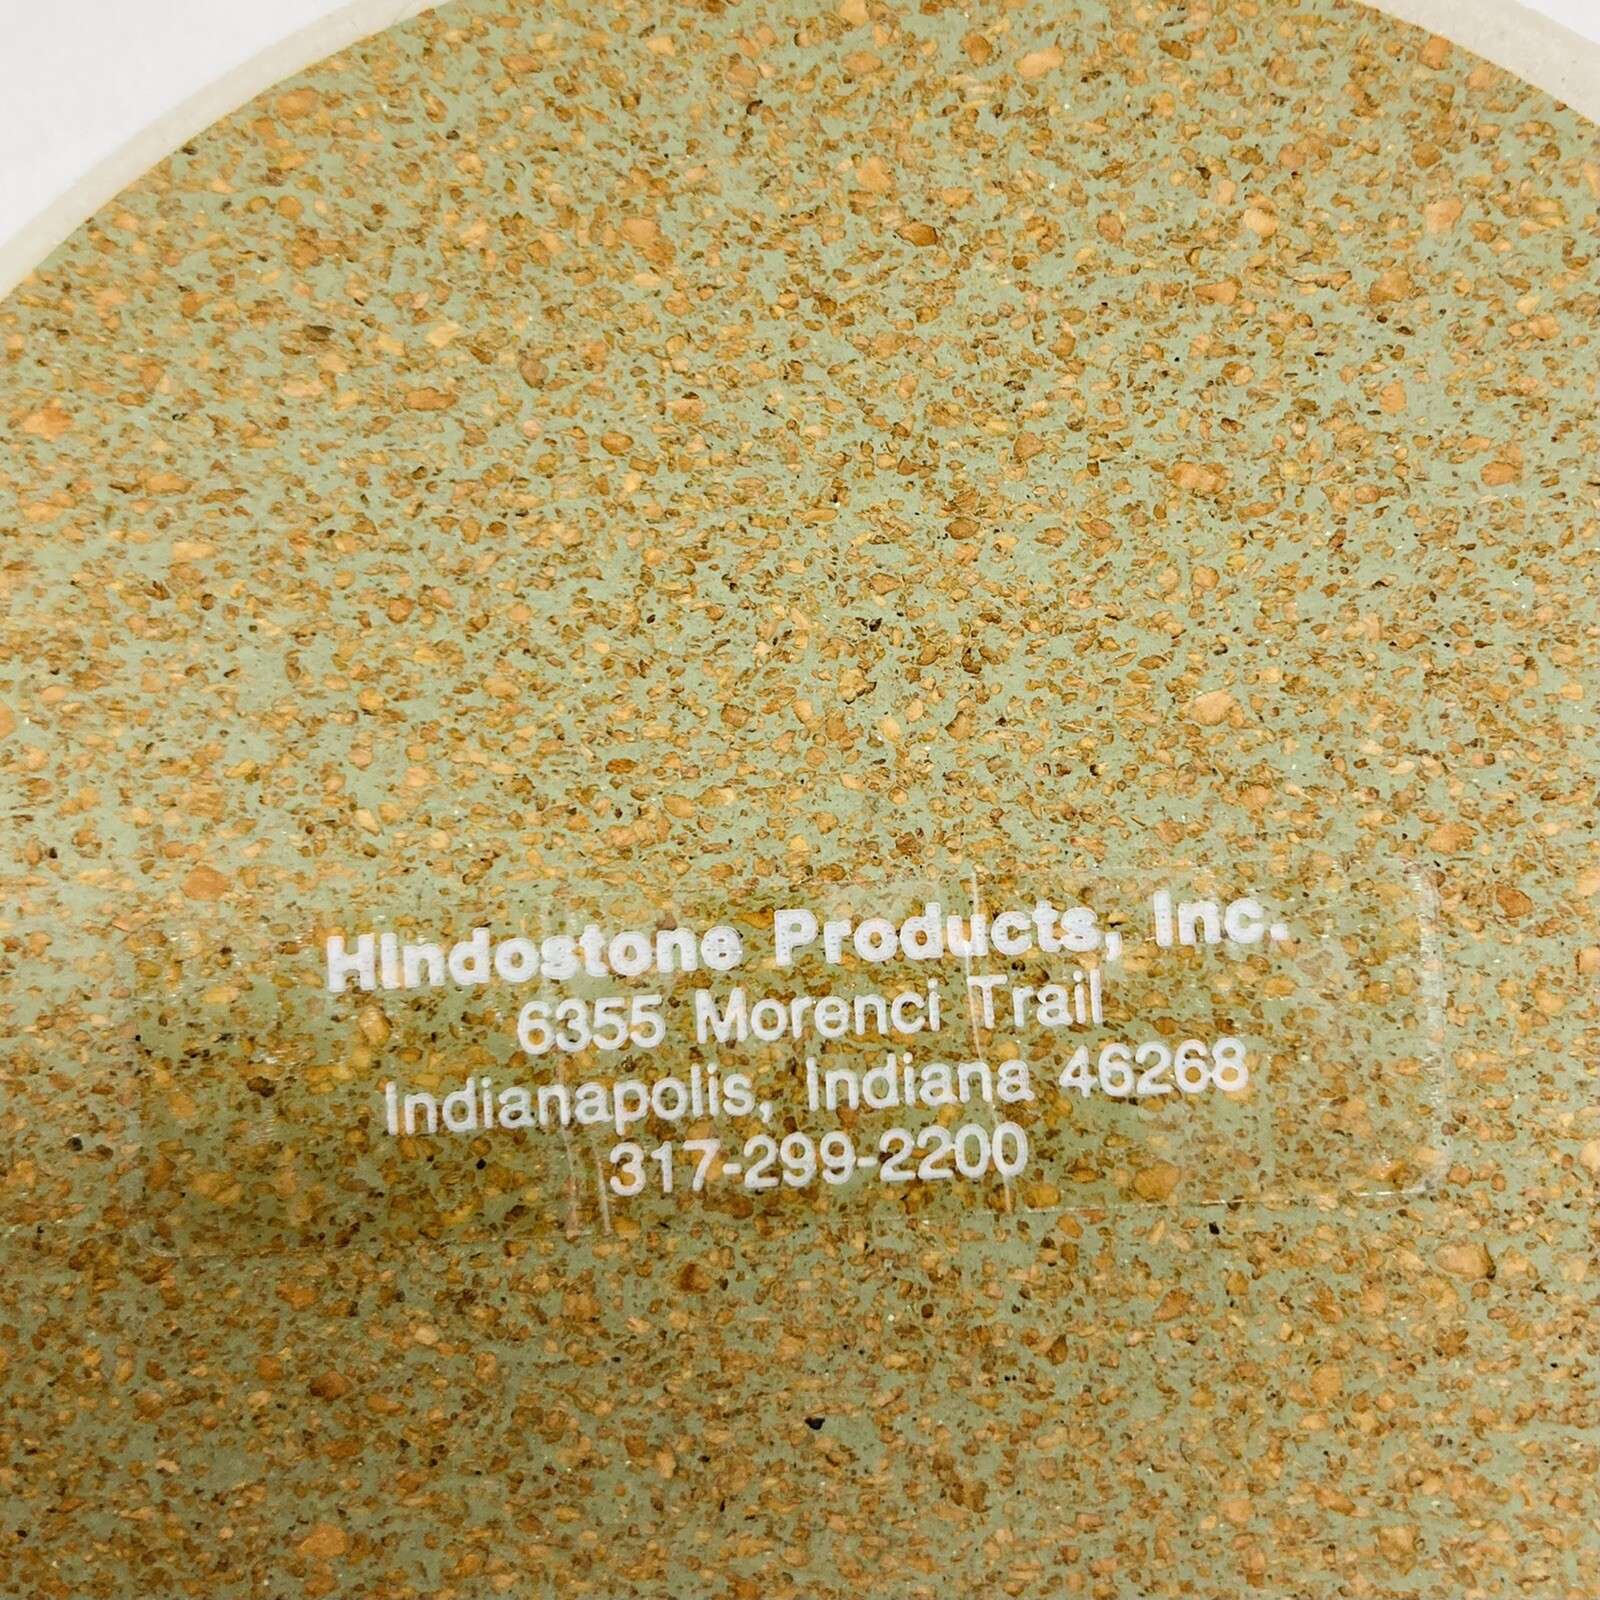 Hindostone Products, Inc.
6355 Morenci Trail
Indianapolis, Indiana 46268
317-299-2200